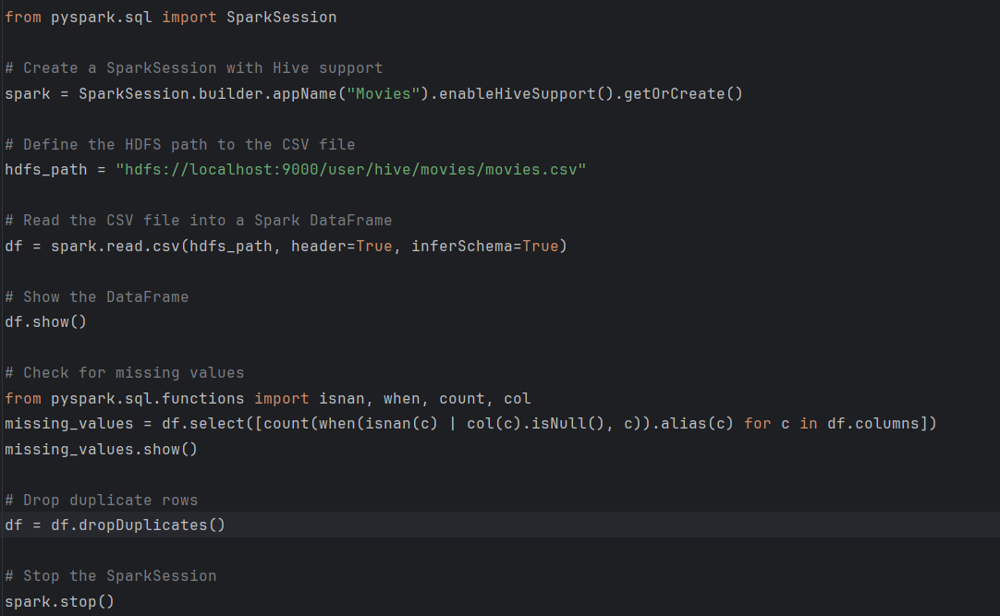 from pyspark.sql import SparkSession
# Create a SparkSession with Hive support
spark = SparkSession.builder.appName("Movies").enableHiveSupport().getOrCreate()
# Define the HDFS path to the CSV file
hdfs_path = "hdfs://localhost:9000/user/hive/movies/movies.csv"
# Read the CSV file into a Spark DataFrame
df = spark.read.csv(hdfs_path, header=True, inferSchema=True)
# Show the DataFrame
df.show()
# Check for missing values
from pyspark.sql.functions import isnan, when, count, col
missing_values = df.select([count(when(isnan(c) | col(c).isNull(), c)).alias(c) for c in df.columns])
missing_values.show()
# Drop duplicate rows
df = df.dropDuplicates()
# Stop the SparkSession
spark.stop()